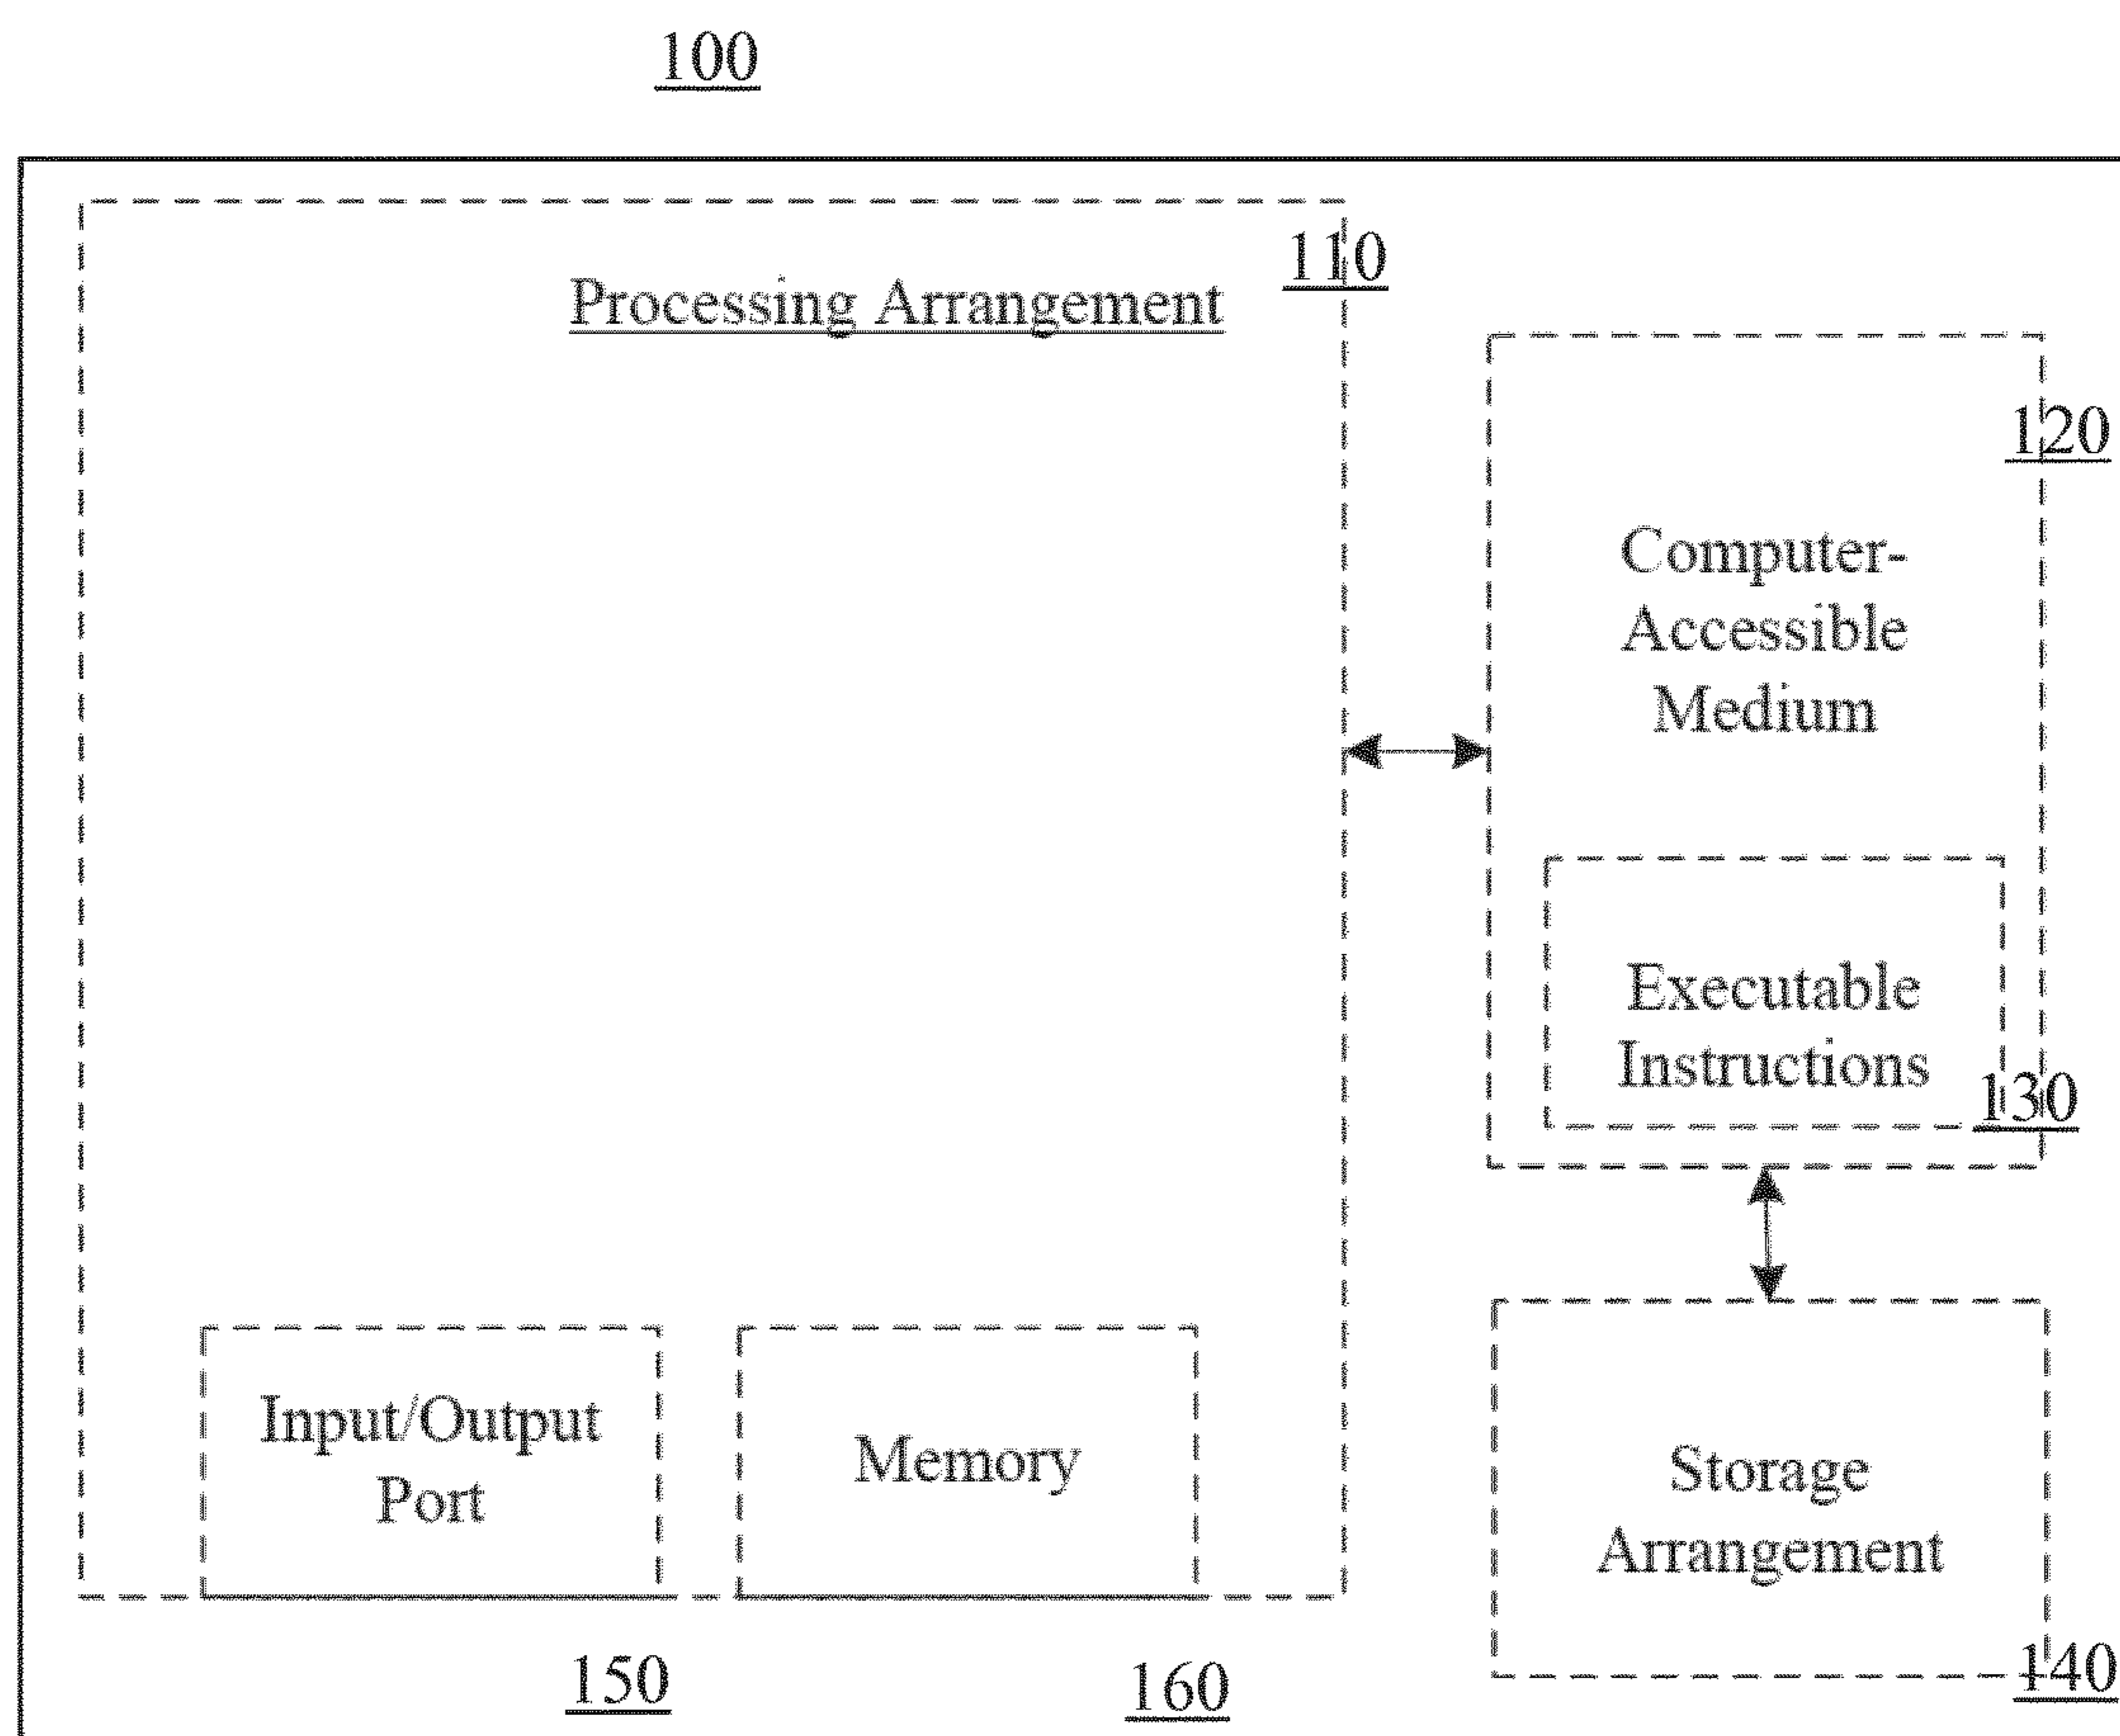 100
110
Processing Arrangement
120
Computer-
Accessible
Medium
Executable
Instructions
130
Input/Output
Port
Memory
Storage
Arrangement
140
150
160